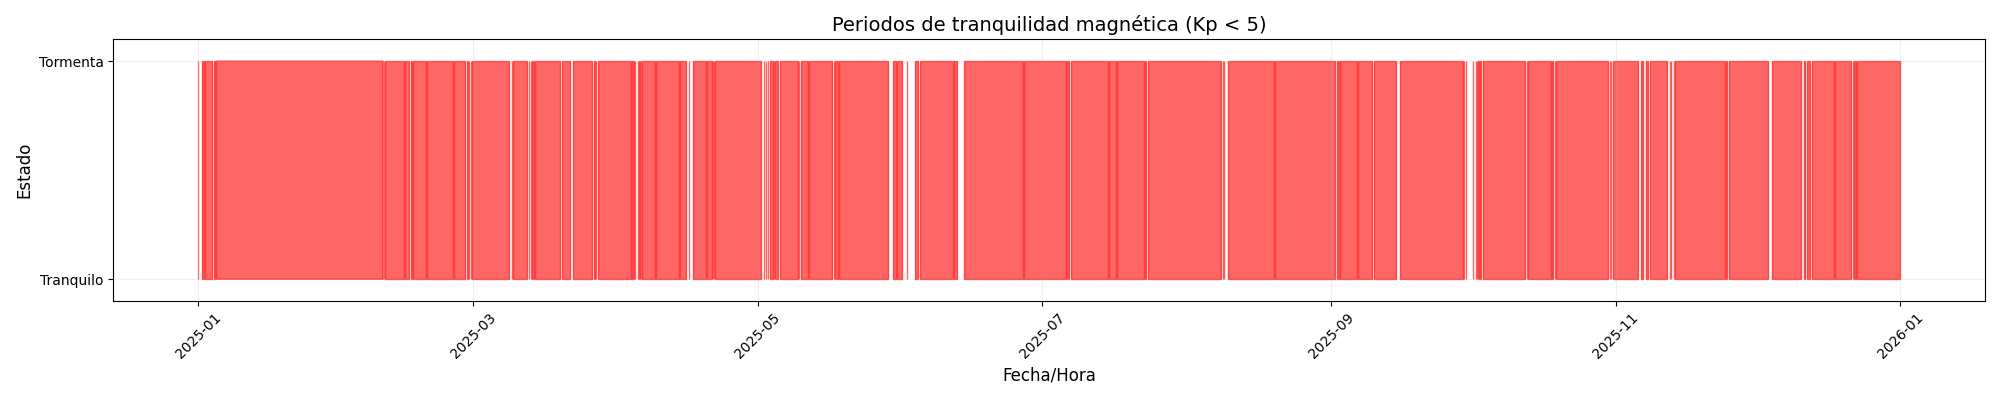 Periodos de tranquilidad magnética (Kp < 5)
Tormenta
Estado
Tranquilo
2025-01
2025-03
2025-05
2025-07
2025-09
2025-11
2026-01
Fecha/Hora